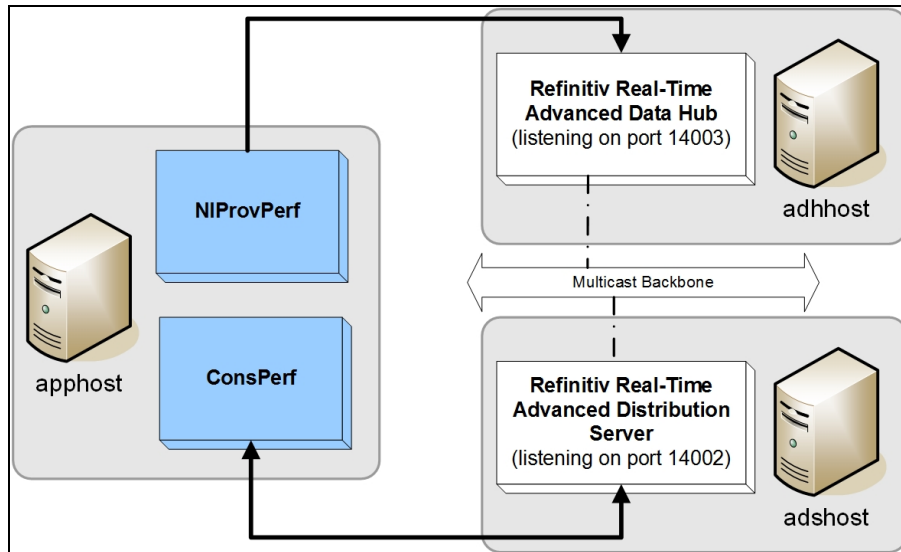 Refinitiv Real-Time
Advanced Data Hub
(listening on port 14003)
adhhost
NIProvPerf
Multicast Backbone
apphost
ConsPerf
Refinitiv Real-Time
Advanced Distribution
Server
(listening on port 14002)
adshost